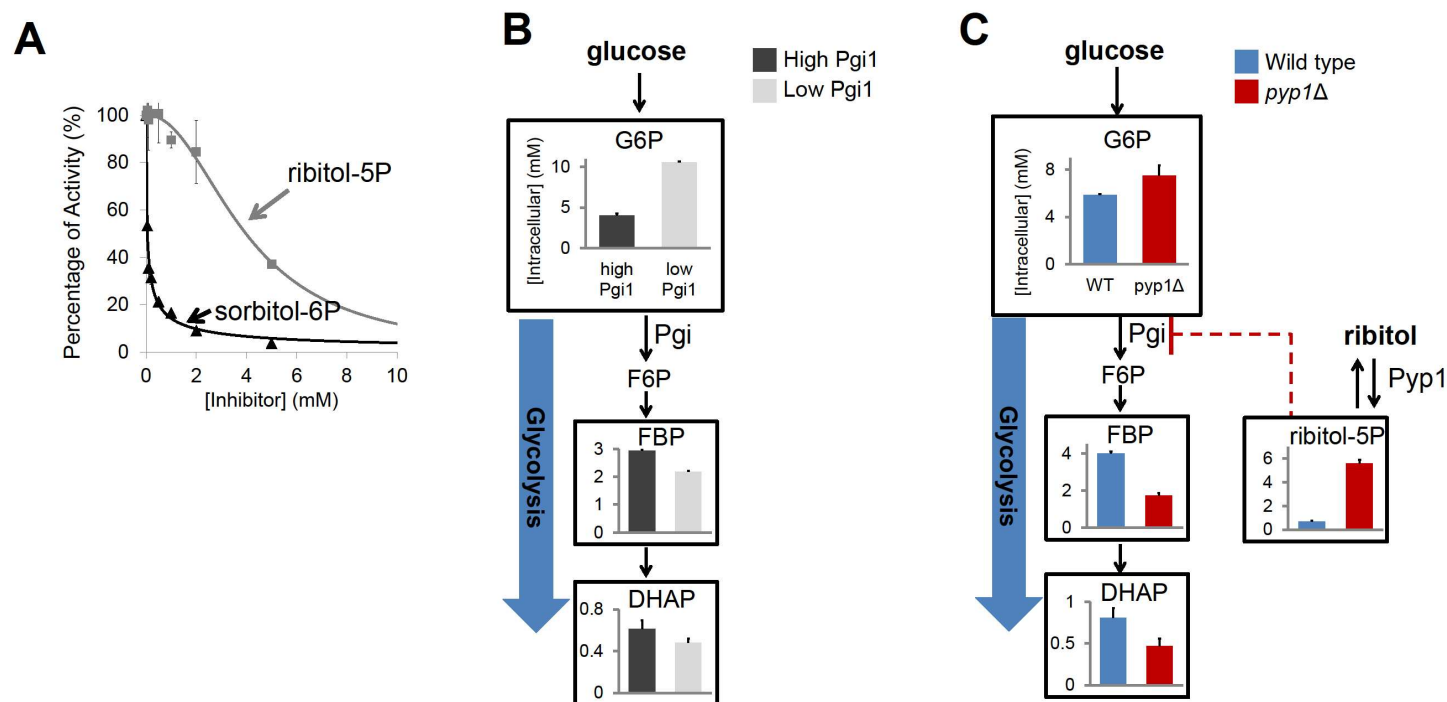 A
Percentage of Activity (%)
100
80
60
40
20
0
ribitol-5P
sorbitol-6P
0
2
4
6
8
10
[Inhibitor] (mM)
B
glucose
High Pgi1
Low Pgi1
G6P
[Intracellular] (mM)
10
5
0
high
Pgi1
low
Pgi1
Pgi
F6P
Glycolysis
FBP
3
2
1
0
DHAP
0.8
0.4
0
C
glucose
Wild type
pyp1Δ
G6P
[Intracellular] (mM)
8
6
0
WT
pyp1Δ
Pgi
F6P
Glycolysis
ribitol
Pyp1
ribitol-5P
6
4
2
0
FBP
4
2
0
DHAP
1
0.5
0